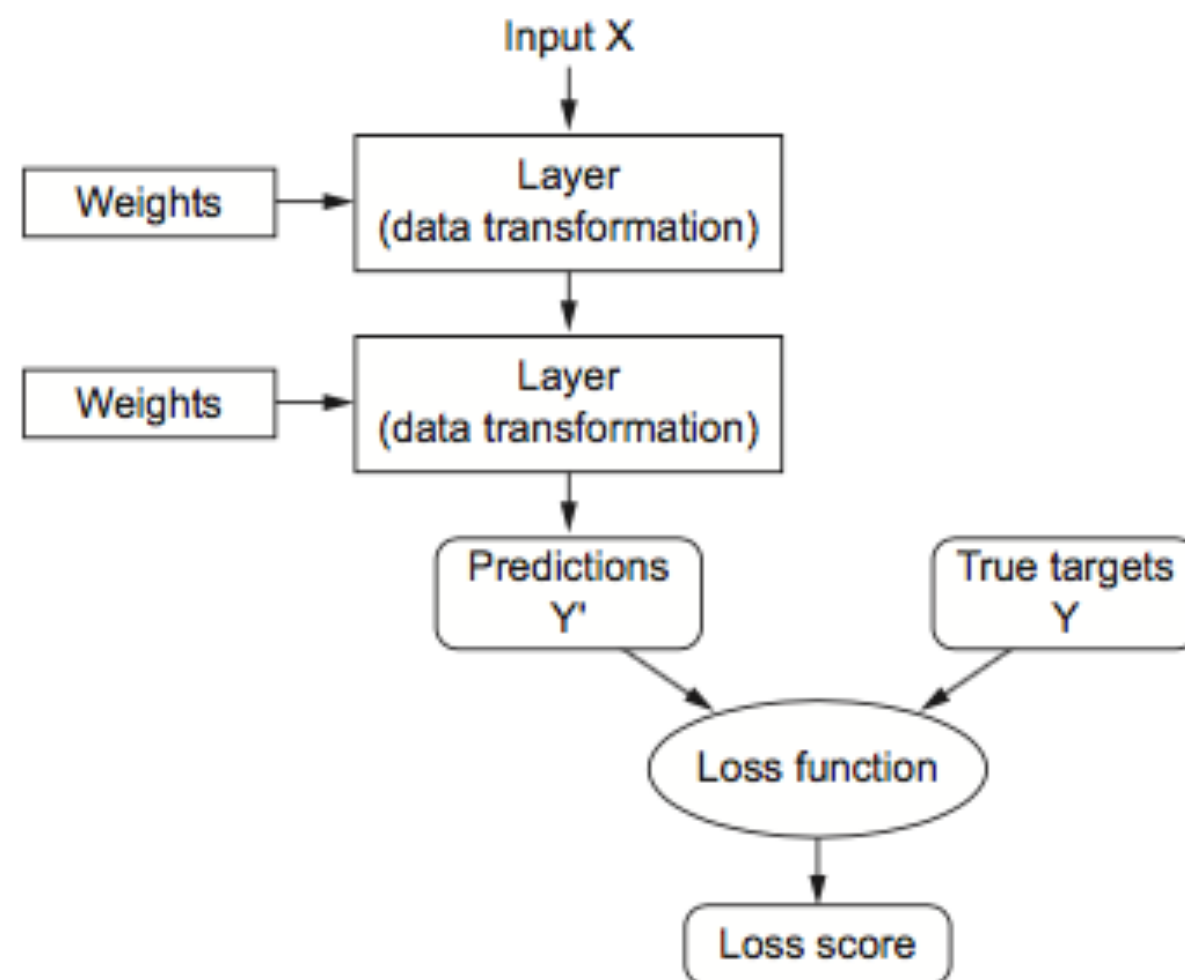 Input X
Weights
Layer
(data transformation)
Weights
Layer
(data transformation)
Predictions
Y'
True targets
Y
Loss function
Loss score